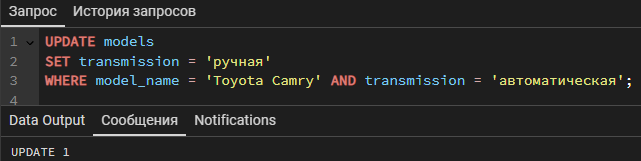 Запрос История запросов
1 UPDATE models
2 SET transmission = 'ручная'
3 WHERE model_name = 'Toyota Camry' AND transmission = 'автоматическая';
4
Data Output Сообщения Notifications
UPDATE 1